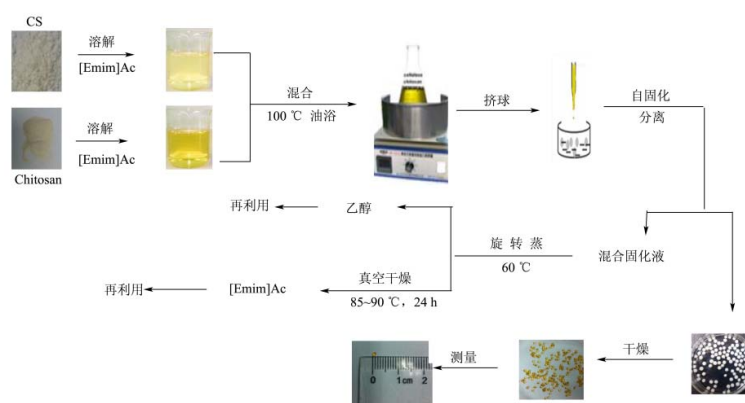 CS
溶解
[Emim]Ac
溶解
[Emim]Ac
Chitosan
混合
100 ℃ 油浴
cellulose
chitosan
挤球
自固化
分离
再利用
乙醇
旋 转 蒸
60 ℃
混合固化液
再利用
[Emim]Ac
真空干燥
85~90 ℃，24 h
测量
干燥
0 1cm 2